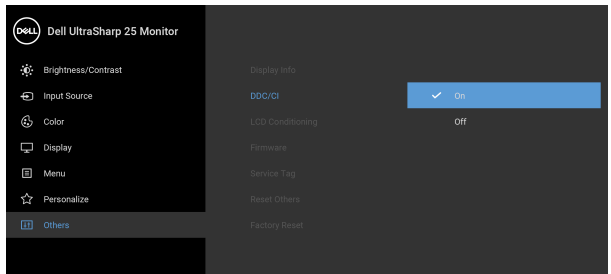 DELL
Dell UltraSharp 25 Monitor
Brightness/Contrast
Input Source
Color
Display
Menu
Personalize
Others
Display Info
DDC/CI
LCD Conditioning
Firmware
Service Tag
Reset Others
Factory Reset
On
Off